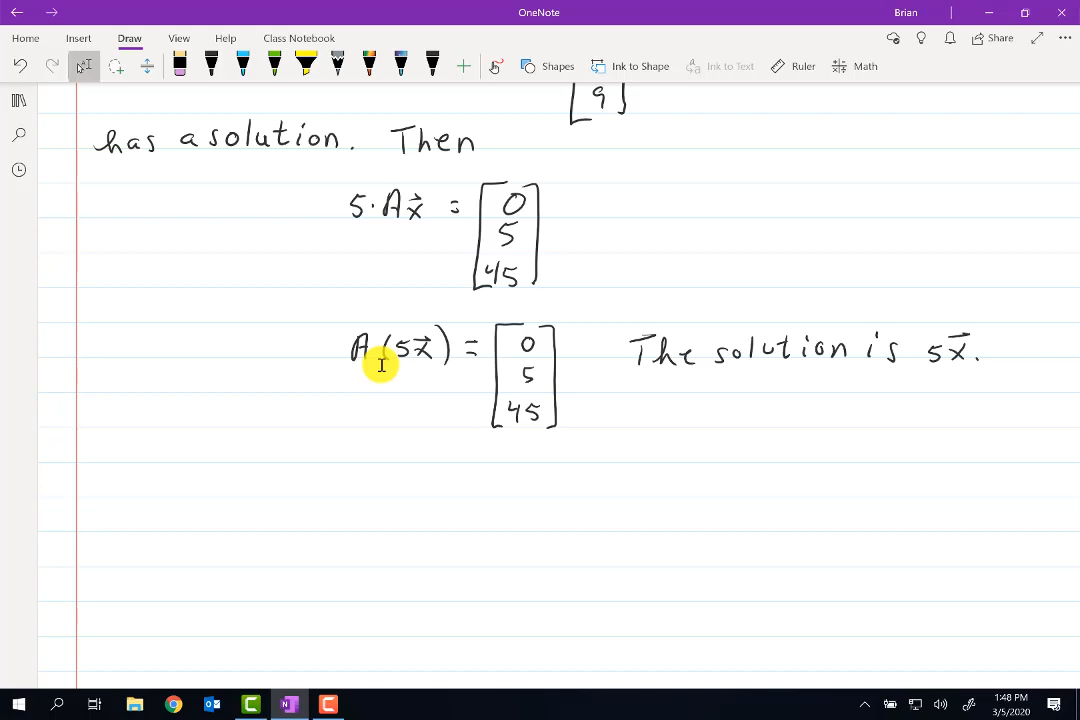 OneNote
Brian
Home Insert Draw View Help Class Notebook Share
Shapes Ink to Shape Ink to Text Ruler Math
9
has a solution. Then
5·Ax⃗ = [0
5
45]
A(5x⃗) = [0
5
45] The solution is 5x⃗.
1:48 PM
3/5/2020